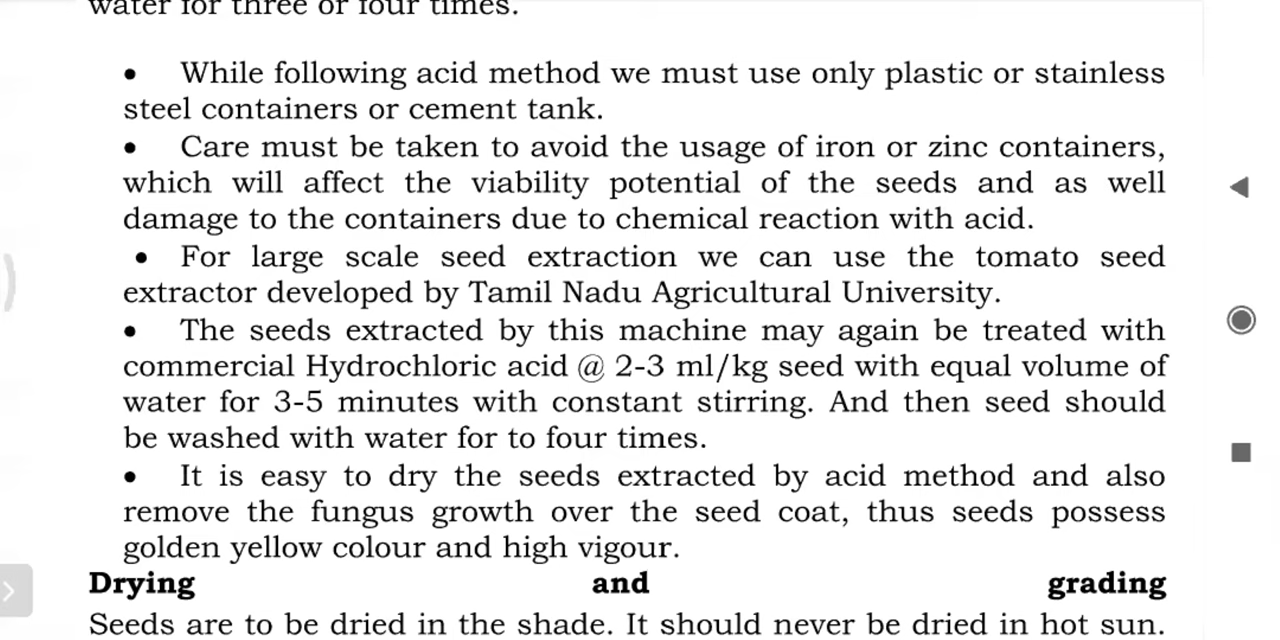 water for three or four times.
• While following acid method we must use only plastic or stainless
steel containers or cement tank.
• Care must be taken to avoid the usage of iron or zinc containers,
which will affect the viability potential of the seeds and as well
damage to the containers due to chemical reaction with acid.
• For large scale seed extraction we can use the tomato seed
extractor developed by Tamil Nadu Agricultural University.
• The seeds extracted by this machine may again be treated with
commercial Hydrochloric acid @ 2-3 ml/kg seed with equal volume of
water for 3-5 minutes with constant stirring. And then seed should
be washed with water for to four times.
• It is easy to dry the seeds extracted by acid method and also
remove the fungus growth over the seed coat, thus seeds possess
golden yellow colour and high vigour.
Drying and grading
Seeds are to be dried in the shade. It should never be dried in hot sun.